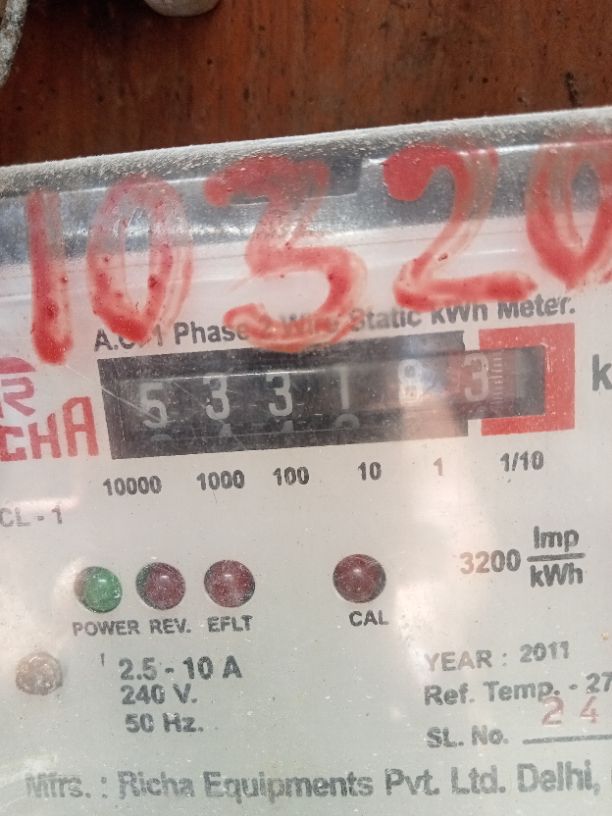 10320
A.C. 1 Phase 2 Wire Static kWh Meter.
5 3 3 1 8 3
k
RICHA
10000 1000 100 10 1 1/10
CL - 1
3200 Imp/kWh
POWER REV. EFLT CAL
2.5 - 10 A
240 V.
50 Hz.
YEAR : 2011
Ref. Temp. - 27
SL. No. 24
Mfrs. : Richa Equipments Pvt. Ltd. Delhi,